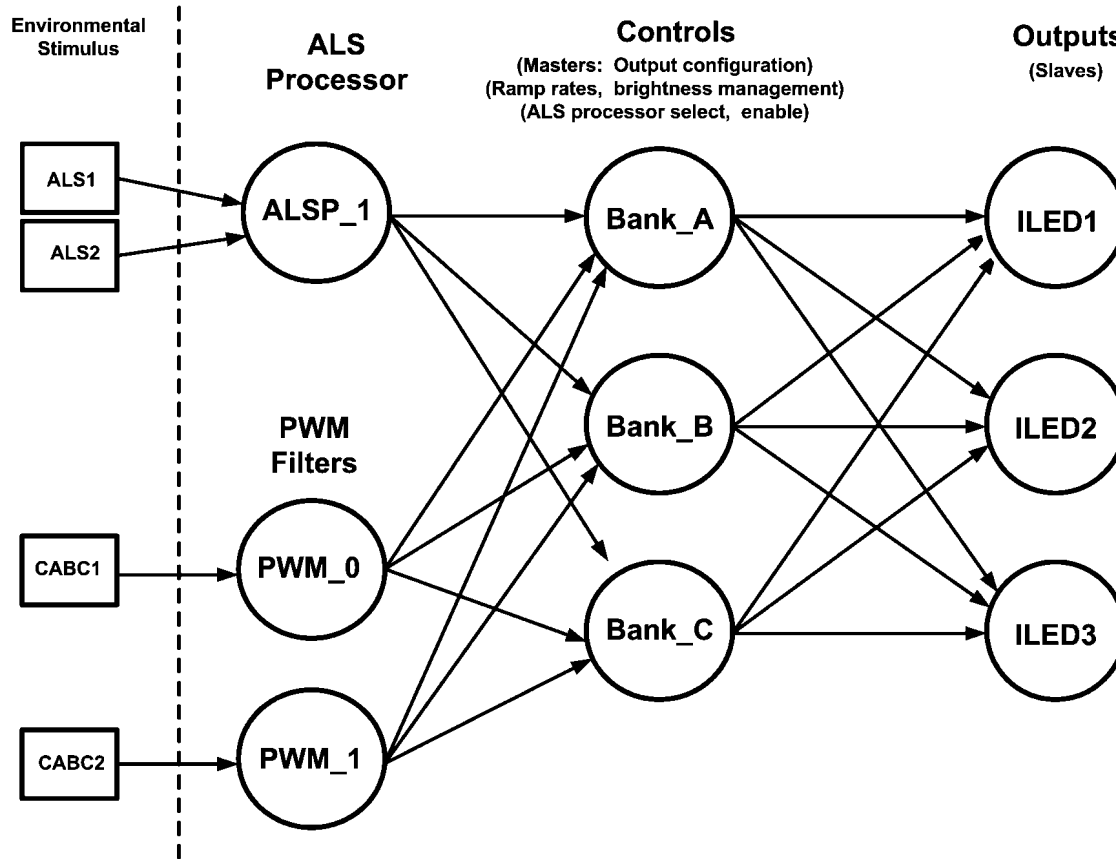 Environmental
Stimulus
ALS
Processor
Controls
(Masters: Output configuration)
(Ramp rates, brightness management)
(ALS processor select, enable)
Outputs
(Slaves)
ALS1
ALS2
ALSP_1
Bank_A
ILED1
PWM
Filters
Bank_B
ILED2
CABC1
PWM_0
Bank_C
ILED3
CABC2
PWM_1